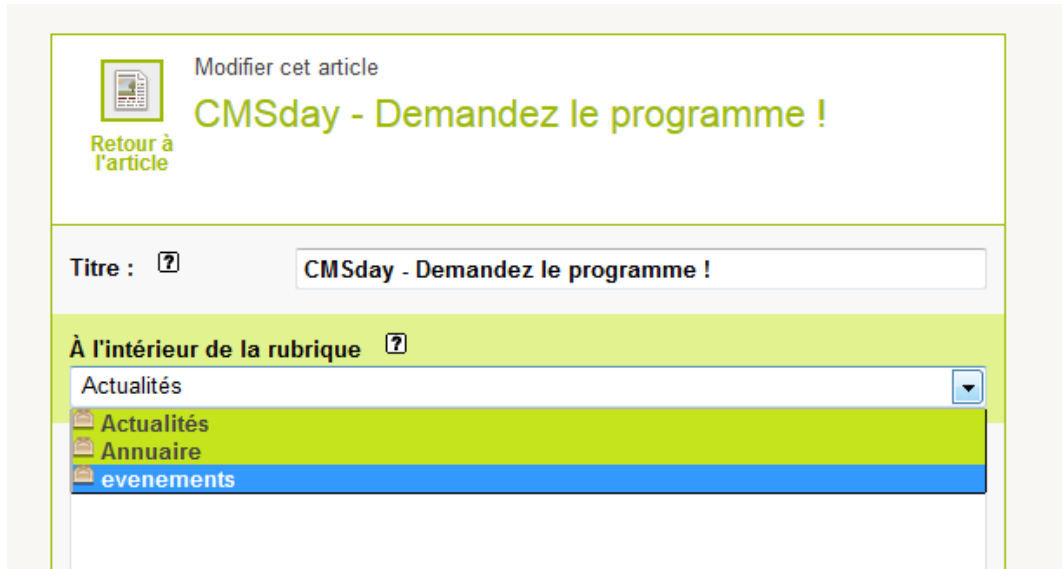 Modifier cet article
CMSday - Demandez le programme !
Retour à
l'article
Titre : ?
CMSday - Demandez le programme !
À l'intérieur de la rubrique ?
Actualités
Actualités
Annuaire
evenements